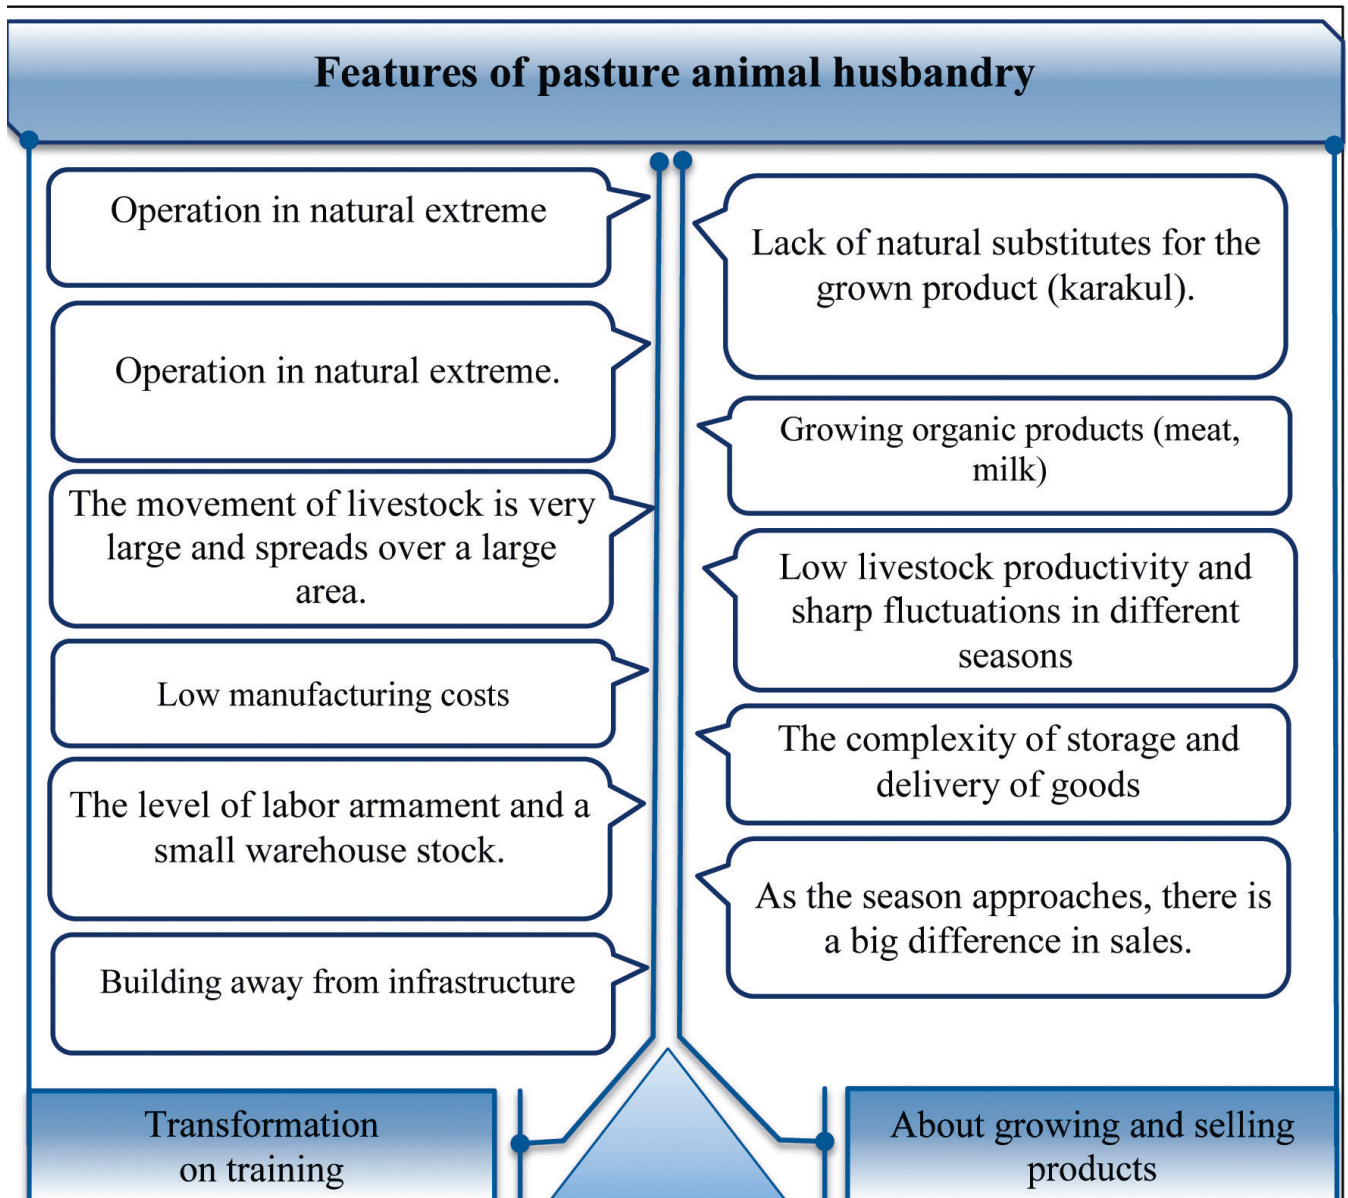 Features of pasture animal husbandry
Operation in natural extreme
Operation in natural extreme.
The movement of livestock is very
large and spreads over a large
area.
Low manufacturing costs
The level of labor armament and a
small warehouse stock.
Building away from infrastructure
Transformation
on training
Lack of natural substitutes for the
grown product (karakul).
Growing organic products (meat,
milk)
Low livestock productivity and
sharp fluctuations in different
seasons
The complexity of storage and
delivery of goods
As the season approaches, there is
a big difference in sales.
About growing and selling
products